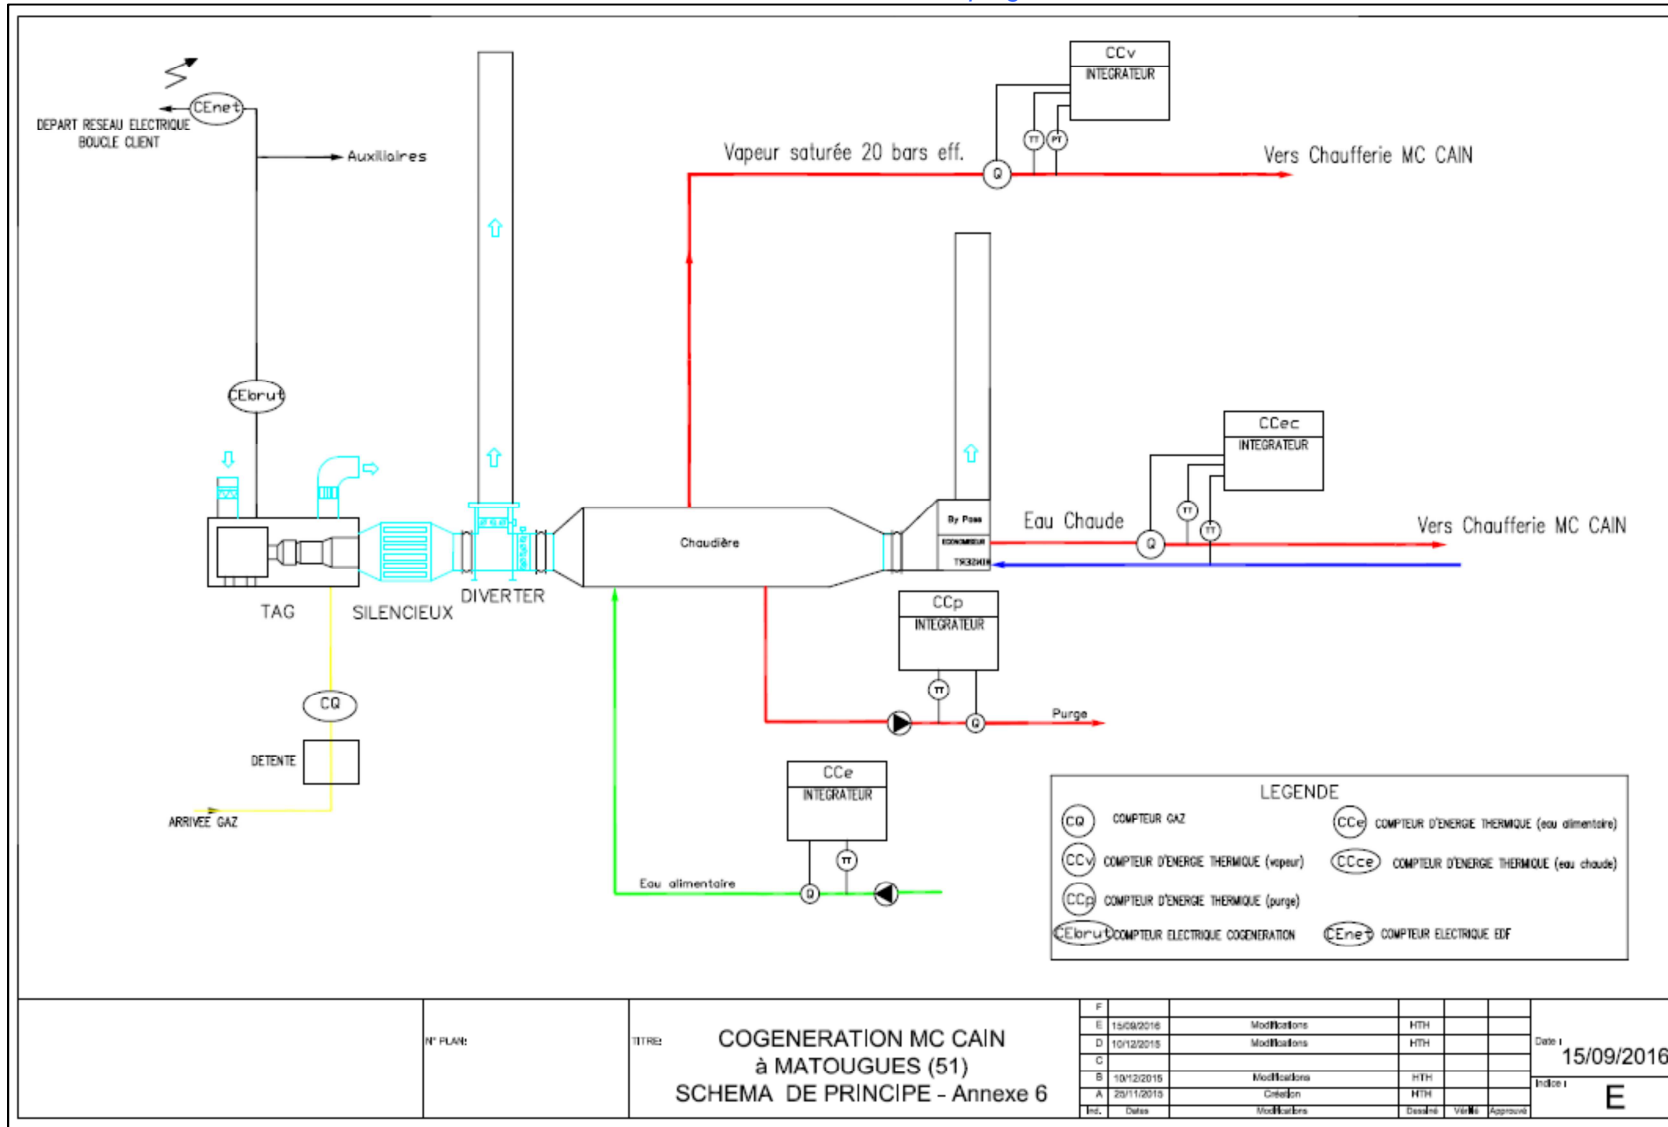 CCv
INTEGRATEUR
TT
PT
Q
CEnet
DEPART RESEAU ELECTRIQUE
BOUCLE CLIENT
Auxiliaires
Vapeur saturée 20 bars eff.
Vers Chaufferie MC CAIN
CEbrut
CCec
INTEGRATEUR
TT
TT
Q
Eau Chaude
Vers Chaufferie MC CAIN
By Pass
ECONOMISEUR
Chaudière
TAG
SILENCIEUX
DIVERTER
CCp
INTEGRATEUR
TT
Q
Purge
CQ
DETENTE
ARRIVEE GAZ
CCe
INTEGRATEUR
TT
Q
Eau alimentaire
LEGENDE
CQ COMPTEUR GAZ
CCe COMPTEUR D'ENERGIE THERMIQUE (eau alimentaire)
CCv COMPTEUR D'ENERGIE THERMIQUE (vapeur)
CCce COMPTEUR D'ENERGIE THERMIQUE (eau chaude)
CCp COMPTEUR D'ENERGIE THERMIQUE (purge)
CEbrut COMPTEUR ELECTRIQUE COGENERATION
CEnet COMPTEUR ELECTRIQUE EDF
N° PLAN:
TITRE:
COGENERATION MC CAIN
à MATOUGUES (51)
SCHEMA DE PRINCIPE - Annexe 6
F
E 15/09/2016 Modifications HTH
D 10/12/2015 Modifications HTH
C
B 10/12/2015 Modifications HTH
A 25/11/2015 Création HTH
Ind. Dates Modifications Dessiné Vérifié Approuvé
Date :
15/09/2016
Indice :
E